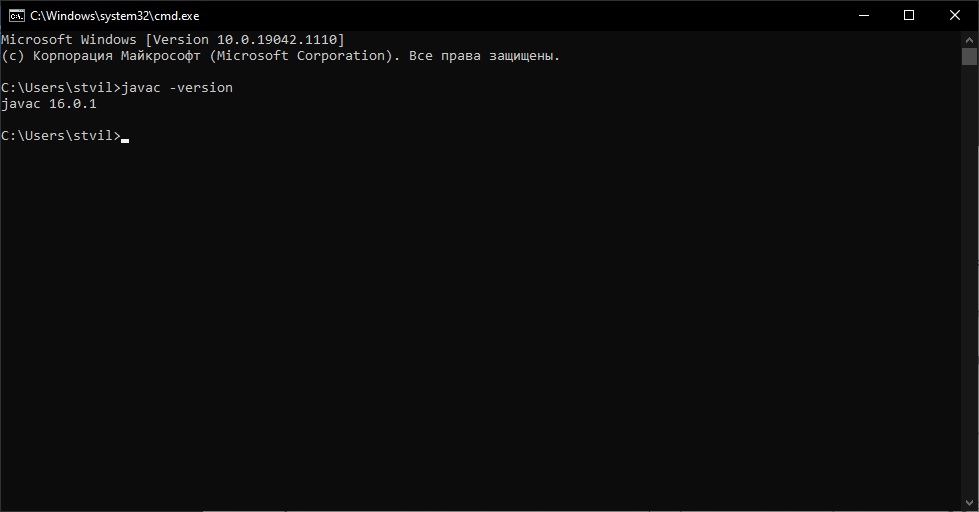 C:\Windows\system32\cmd.exe
Microsoft Windows [Version 10.0.19042.1110]
(c) Корпорация Майкрософт (Microsoft Corporation). Все права защищены.
C:\Users\stvil>javac -version
javac 16.0.1
C:\Users\stvil>